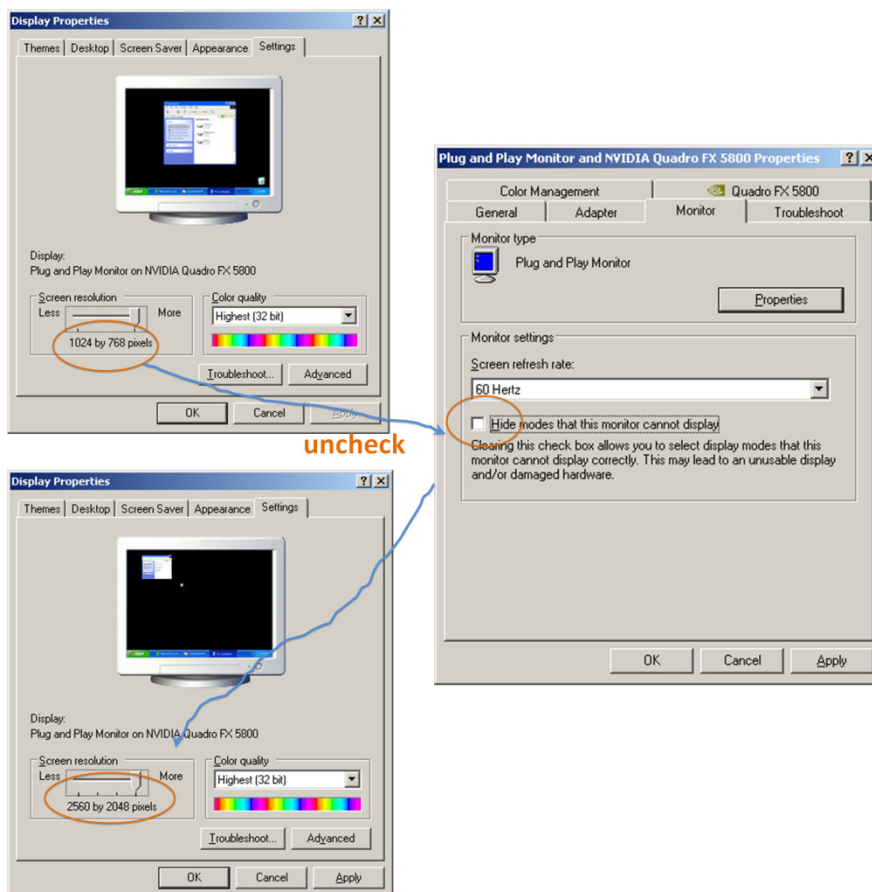 Display Properties
Themes Desktop Screen Saver Appearance Settings
Display:
Plug and Play Monitor on NVIDIA Quadro FX 5800
Screen resolution
Less More
1024 by 768 pixels
Color quality
Highest (32 bit)
Troubleshoot... Advanced
OK Cancel Apply
uncheck
Plug and Play Monitor and NVIDIA Quadro FX 5800 Properties
Color Management Quadro FX 5800
General Adapter Monitor Troubleshoot
Monitor type
Plug and Play Monitor
Properties
Monitor settings
Screen refresh rate:
60 Hertz
Hide modes that this monitor cannot display
Clearing this check box allows you to select display modes that this
monitor cannot display correctly. This may lead to an unusable display
and/or damaged hardware.
OK Cancel Apply
Display Properties
Themes Desktop Screen Saver Appearance Settings
Display:
Plug and Play Monitor on NVIDIA Quadro FX 5800
Screen resolution
Less More
2560 by 2048 pixels
Color quality
Highest (32 bit)
Troubleshoot... Advanced
OK Cancel Apply